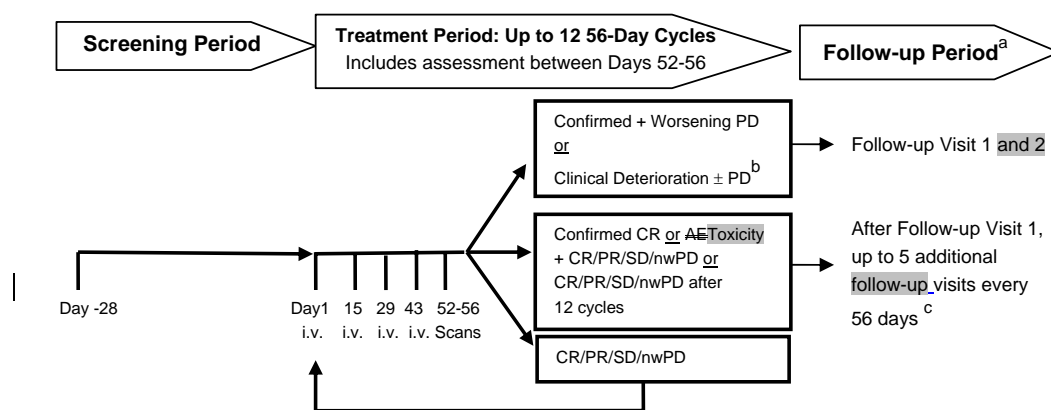 Screening Period
Treatment Period: Up to 12 56-Day Cycles
Includes assessment between Days 52-56
Follow-up Period a
Confirmed + Worsening PD
or
Clinical Deterioration ± PD b
Follow-up Visit 1 and 2
Confirmed CR or AEToxicity
+ CR/PR/SD/nwPD or
CR/PR/SD/nwPD after
12 cycles
After Follow-up Visit 1,
up to 5 additional
follow-up visits every
56 days c
Day -28
Day1 15 29 43 52-56
i.v. i.v. i.v. i.v. Scans
CR/PR/SD/nwPD